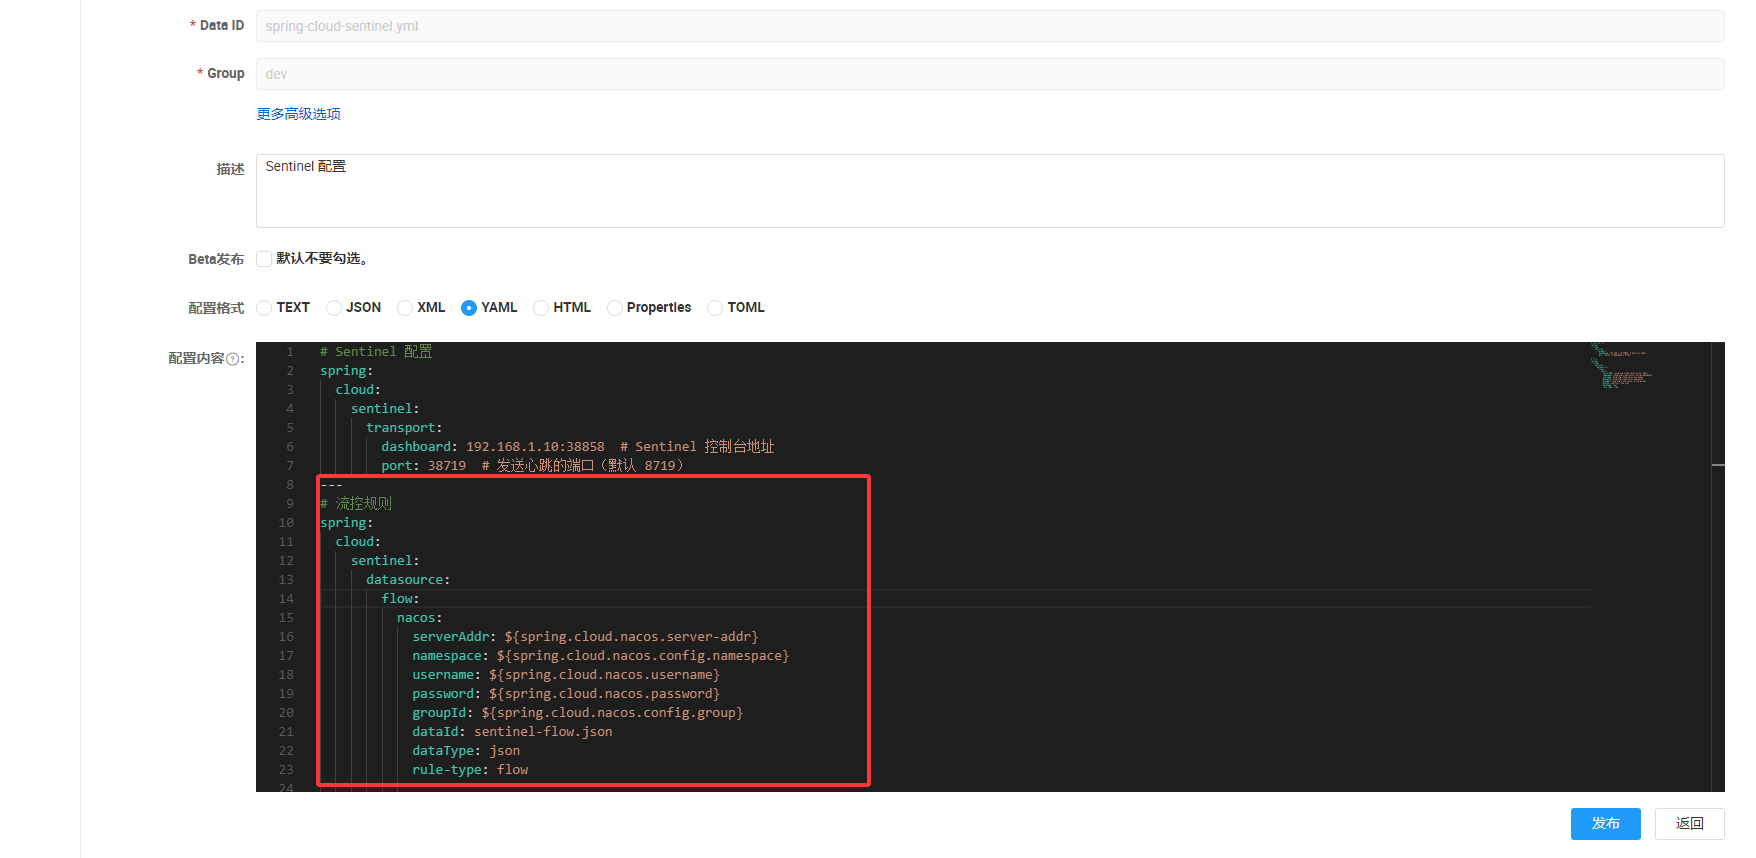 * Data ID spring-cloud-sentinel.yml
* Group dev
更多高级选项
描述 Sentinel 配置
Beta发布 默认不要勾选。
配置格式 TEXT JSON XML YAML HTML Properties TOML
配置内容?:
1 # Sentinel 配置
2 spring:
3 cloud:
4 sentinel:
5 transport:
6 dashboard: 192.168.1.10:38858 # Sentinel 控制台地址
7 port: 38719 # 发送心跳的端口（默认 8719）
8 ---
9 # 流控规则
10 spring:
11 cloud:
12 sentinel:
13 datasource:
14 flow:
15 nacos:
16 serverAddr: ${spring.cloud.nacos.server-addr}
17 namespace: ${spring.cloud.nacos.config.namespace}
18 username: ${spring.cloud.nacos.username}
19 password: ${spring.cloud.nacos.password}
20 groupId: ${spring.cloud.nacos.config.group}
21 dataId: sentinel-flow.json
22 dataType: json
23 rule-type: flow
24
发布 返回